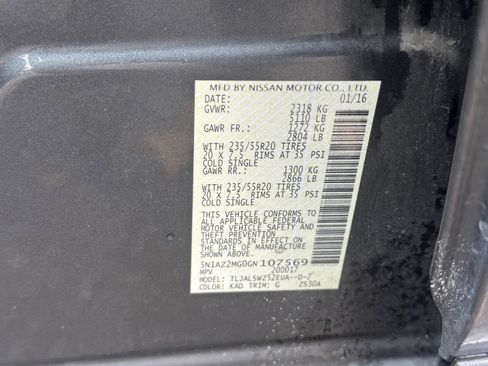 MFD BY NISSAN MOTOR CO., LTD.
DATE: 01/16
GVWR: 2318 KG
5110 LB
GAWR FR.: 1272 KG
2804 LB
WITH 235/55R20 TIRES
20 X 7.5 RIMS AT 35 PSI
COLD SINGLE
GAWR RR.: 1300 KG
2866 LB
WITH 235/55R20 TIRES
20 X 7.5 RIMS AT 35 PSI
COLD SINGLE
THIS VEHICLE CONFORMS TO
ALL APPLICABLE FEDERAL
MOTOR VEHICLE SAFETY AND
THEFT PREVENTION
STANDARDS IN EFFECT ON
THE DATE OF MANUFACTURE
SHOWN ABOVE.
5N1AZ2MG0GN107569
MPV 200017
MODEL: TLJALSWZ52EUA--D-Z
COLOR: KAD TRIM: G 2530A